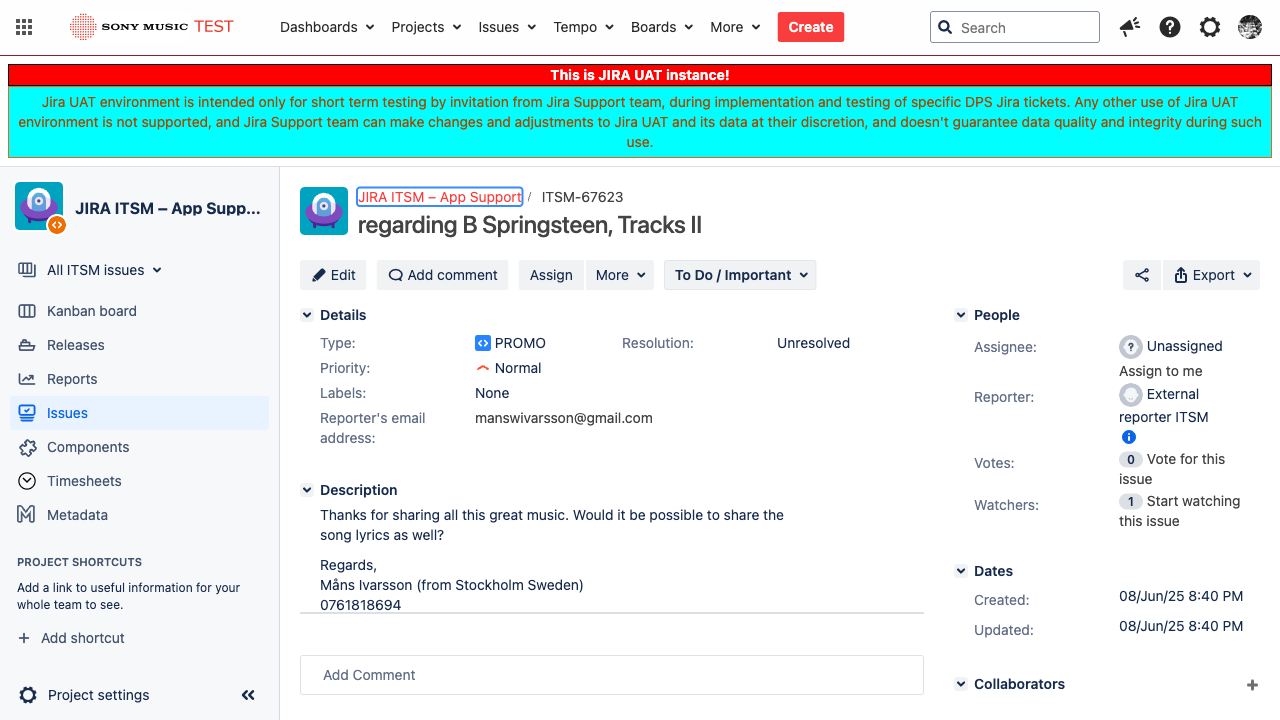 SONY MUSIC TEST
Dashboards Projects Issues Tempo Boards More Create Search
This is JIRA UAT instance!
Jira UAT environment is intended only for short term testing by invitation from Jira Support team, during implementation and testing of specific DPS Jira tickets. Any other use of Jira UAT
environment is not supported, and Jira Support team can make changes and adjustments to Jira UAT and its data at their discretion, and doesn't guarantee data quality and integrity during such
use.
JIRA ITSM – App Supp...
All ITSM issues
Kanban board
Releases
Reports
Issues
Components
Timesheets
Metadata
PROJECT SHORTCUTS
Add a link to useful information for your
whole team to see.
Add shortcut
Project settings
JIRA ITSM – App Support / ITSM-67623
regarding B Springsteen, Tracks II
Edit Add comment Assign More To Do / Important Export
Details
Type: PROMO Resolution: Unresolved
Priority: Normal
Labels: None
Reporter's email
address: manswivarsson@gmail.com
Description
Thanks for sharing all this great music. Would it be possible to share the
song lyrics as well?
Regards,
Måns Ivarsson (from Stockholm Sweden)
0761818694
Add Comment
People
Assignee: Unassigned
Assign to me
Reporter: External
reporter ITSM
Votes: 0 Vote for this
issue
Watchers: 1 Start watching
this issue
Dates
Created: 08/Jun/25 8:40 PM
Updated: 08/Jun/25 8:40 PM
Collaborators